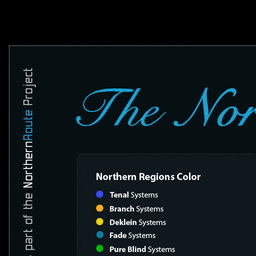 part of the NorthernRoute Project
The Nor
Northern Regions Color
Tenal Systems
Branch Systems
Deklein Systems
Fade Systems
Pure Blind Systems